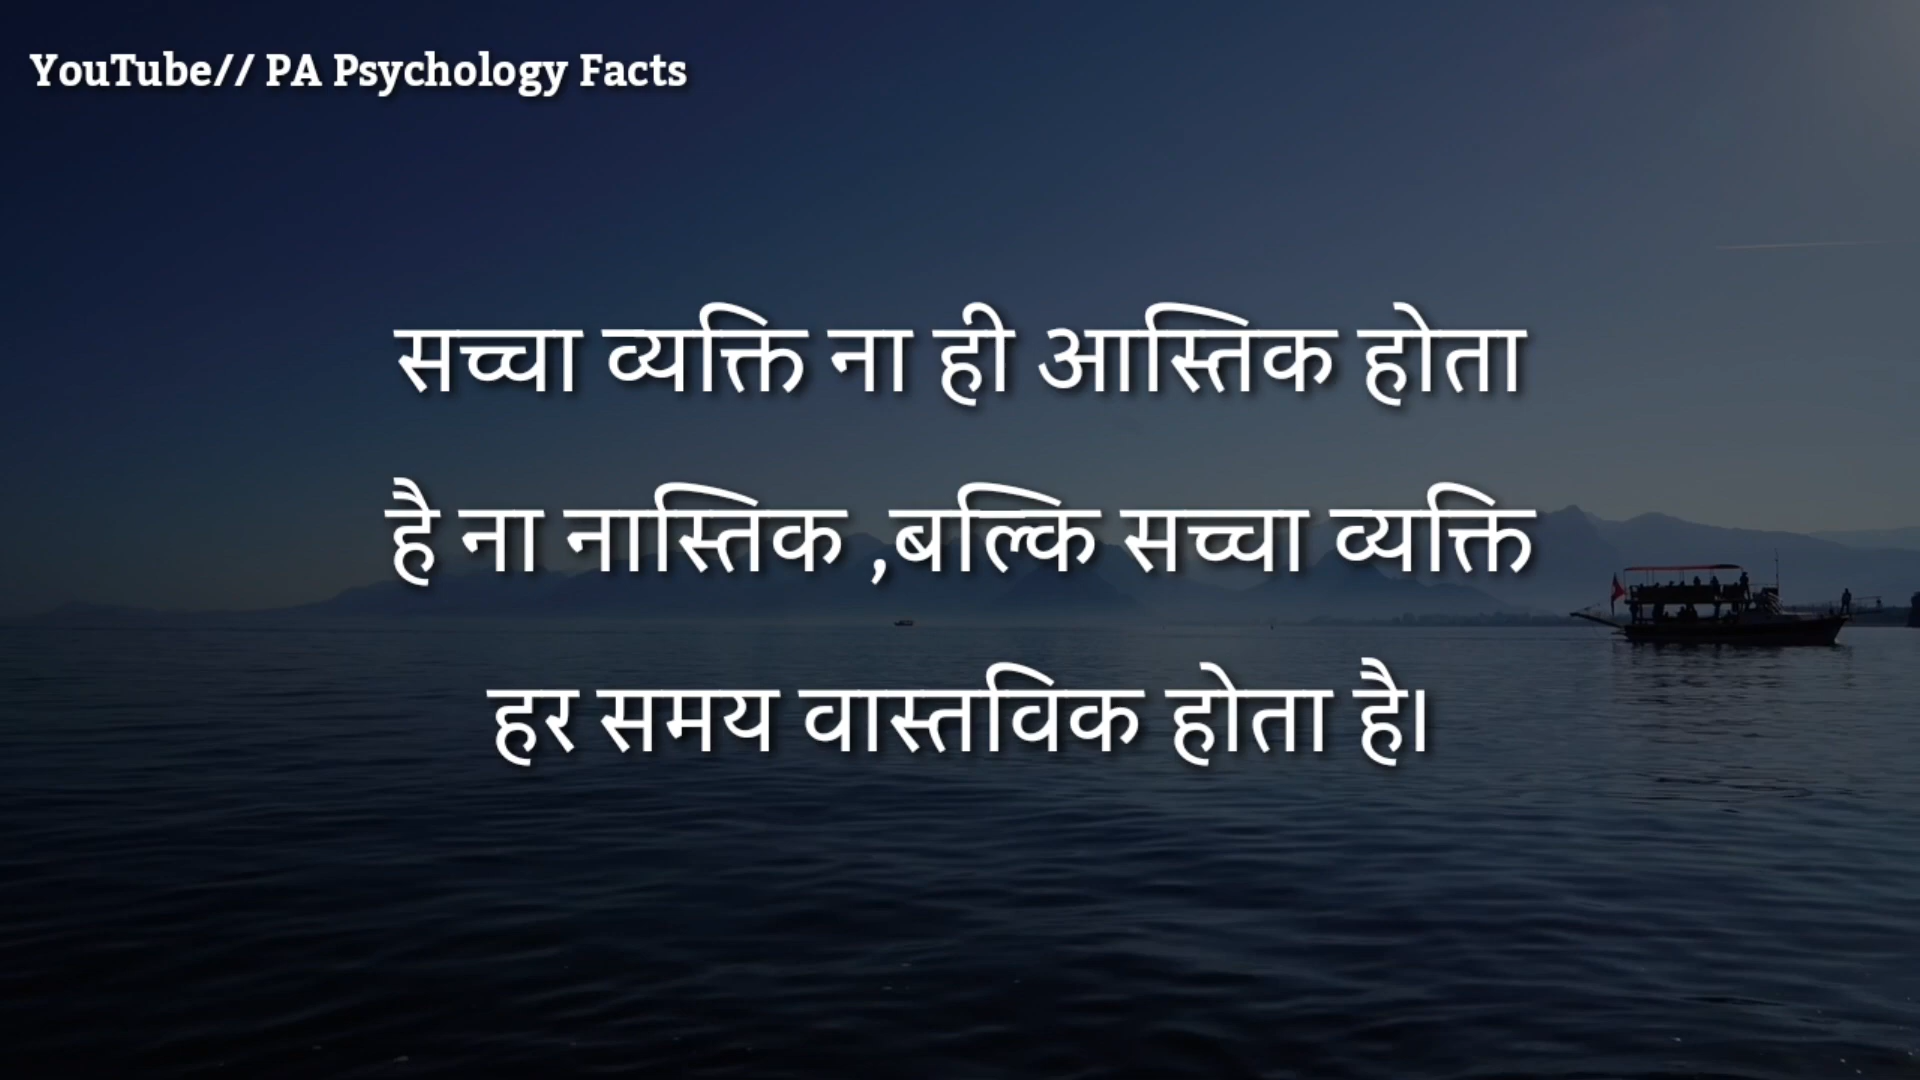 YouTube// PA Psychology Facts
सच्चा व्यक्ति ना ही आस्तिक होता
है ना नास्तिक ,बल्कि सच्चा व्यक्ति
हर समय वास्तविक होता है।